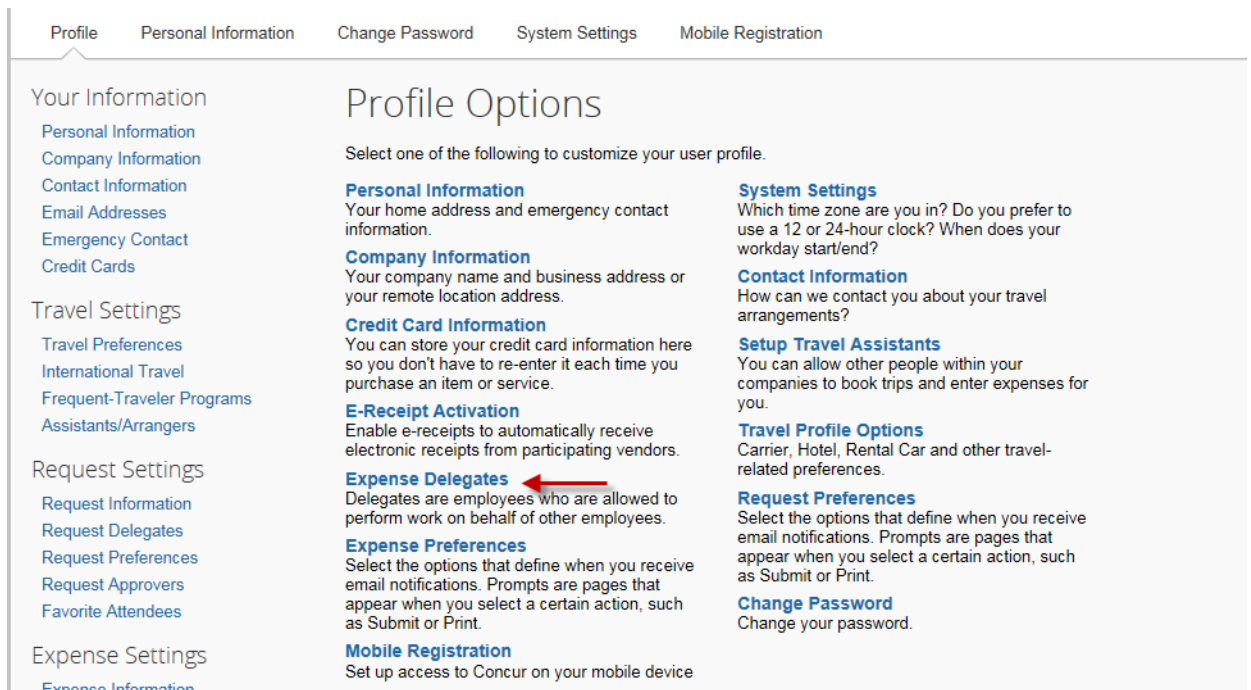 Profile Personal Information Change Password System Settings Mobile Registration
Your Information
Personal Information
Company Information
Contact Information
Email Addresses
Emergency Contact
Credit Cards
Travel Settings
Travel Preferences
International Travel
Frequent-Traveler Programs
Assistants/Arrangers
Request Settings
Request Information
Request Delegates
Request Preferences
Request Approvers
Favorite Attendees
Expense Settings
Expense Information
Profile Options
Select one of the following to customize your user profile.
Personal Information
Your home address and emergency contact
information.
Company Information
Your company name and business address or
your remote location address.
Credit Card Information
You can store your credit card information here
so you don't have to re-enter it each time you
purchase an item or service.
E-Receipt Activation
Enable e-receipts to automatically receive
electronic receipts from participating vendors.
Expense Delegates
Delegates are employees who are allowed to
perform work on behalf of other employees.
Expense Preferences
Select the options that define when you receive
email notifications. Prompts are pages that
appear when you select a certain action, such
as Submit or Print.
Mobile Registration
Set up access to Concur on your mobile device
System Settings
Which time zone are you in? Do you prefer to
use a 12 or 24-hour clock? When does your
workday start/end?
Contact Information
How can we contact you about your travel
arrangements?
Setup Travel Assistants
You can allow other people within your
companies to book trips and enter expenses for
you.
Travel Profile Options
Carrier, Hotel, Rental Car and other travel-
related preferences.
Request Preferences
Select the options that define when you receive
email notifications. Prompts are pages that
appear when you select a certain action, such
as Submit or Print.
Change Password
Change your password.